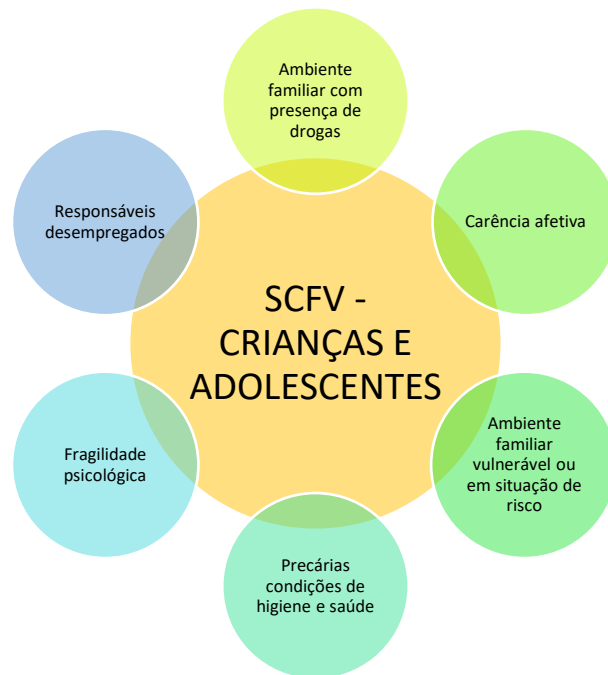 Ambiente
familiar com
presença de
drogas
Carência afetiva
Ambiente
familiar
vulnerável ou
em situação de
risco
Precárias
condições de
higiene e saúde
Fragilidade
psicológica
Responsáveis
desempregados
SCFV -
CRIANÇAS E
ADOLESCENTES